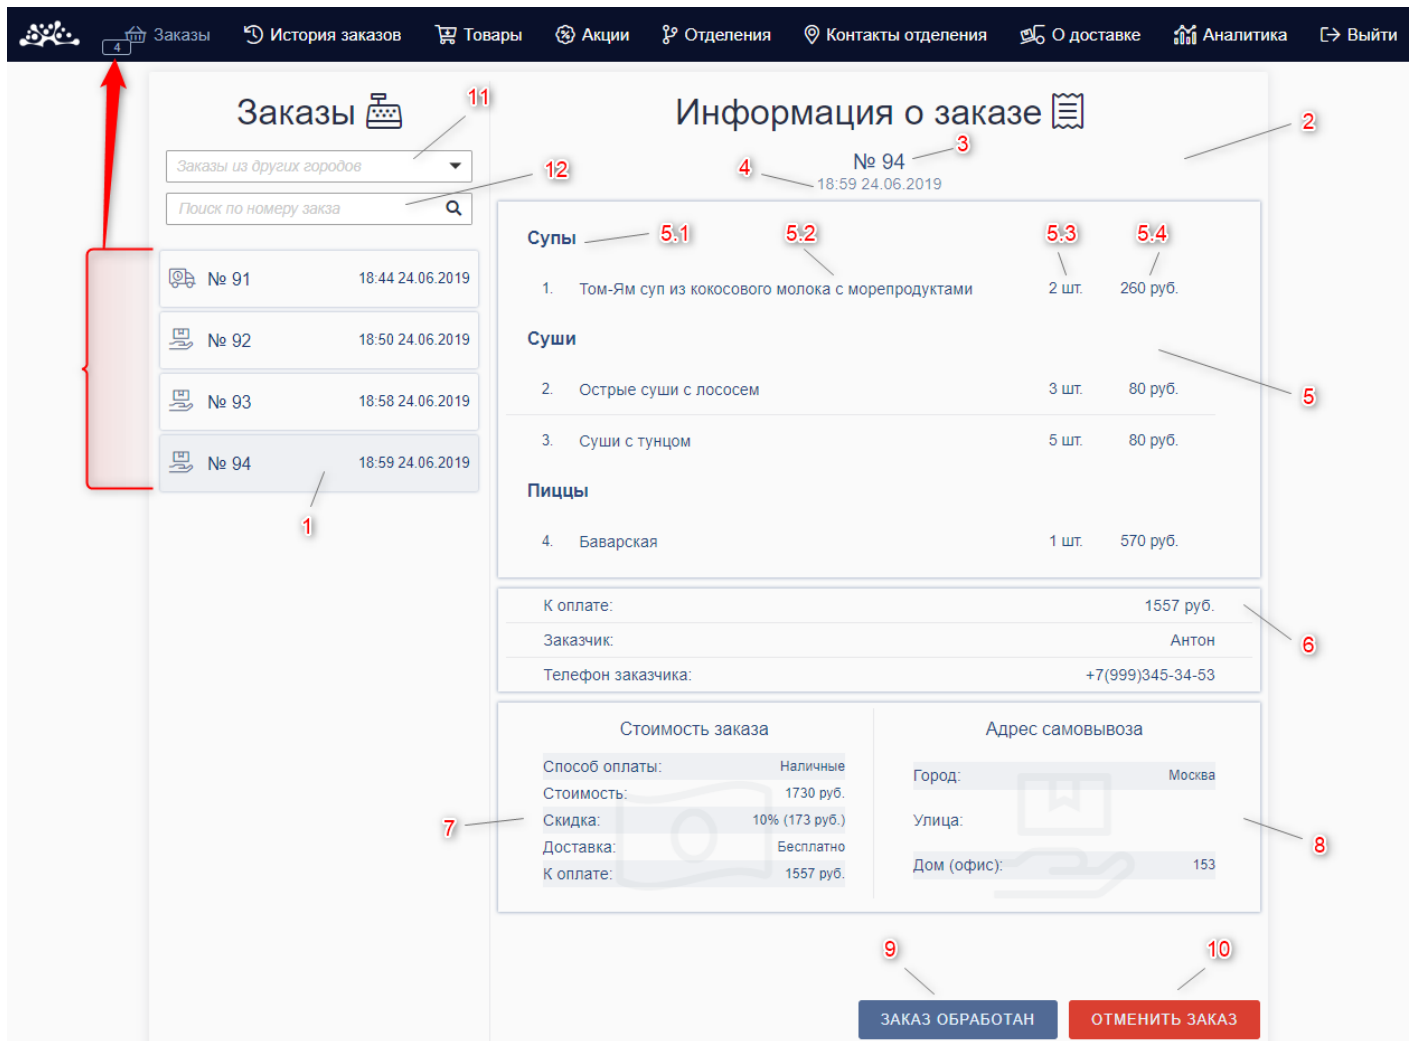 4 Заказы История заказов Товары Акции Отделения Контакты отделения О доставке Аналитика Выйти
Заказы 11
Заказы из других городов
12
Поиск по номеру закза
№ 91 18:44 24.06.2019
№ 92 18:50 24.06.2019
№ 93 18:58 24.06.2019
№ 94 18:59 24.06.2019
1
Информация о заказе
2
№ 94 3
4 18:59 24.06.2019
Супы 5.1 5.2 5.3 5.4
1. Том-Ям суп из кокосового молока с морепродуктами 2 шт. 260 руб.
Суши
2. Острые суши с лососем 3 шт. 80 руб.
5
3. Суши с тунцом 5 шт. 80 руб.
Пиццы
4. Баварская 1 шт. 570 руб.
К оплате: 1557 руб.
Заказчик: Антон
6
Телефон заказчика: +7(999)345-34-53
Стоимость заказа
Способ оплаты: Наличные
Стоимость: 1730 руб.
7 Скидка: 10% (173 руб.)
Доставка: Бесплатно
К оплате: 1557 руб.
Адрес самовывоза
Город: Москва
Улица:
8
Дом (офис): 153
9 10
ЗАКАЗ ОБРАБОТАН ОТМЕНИТЬ ЗАКАЗ